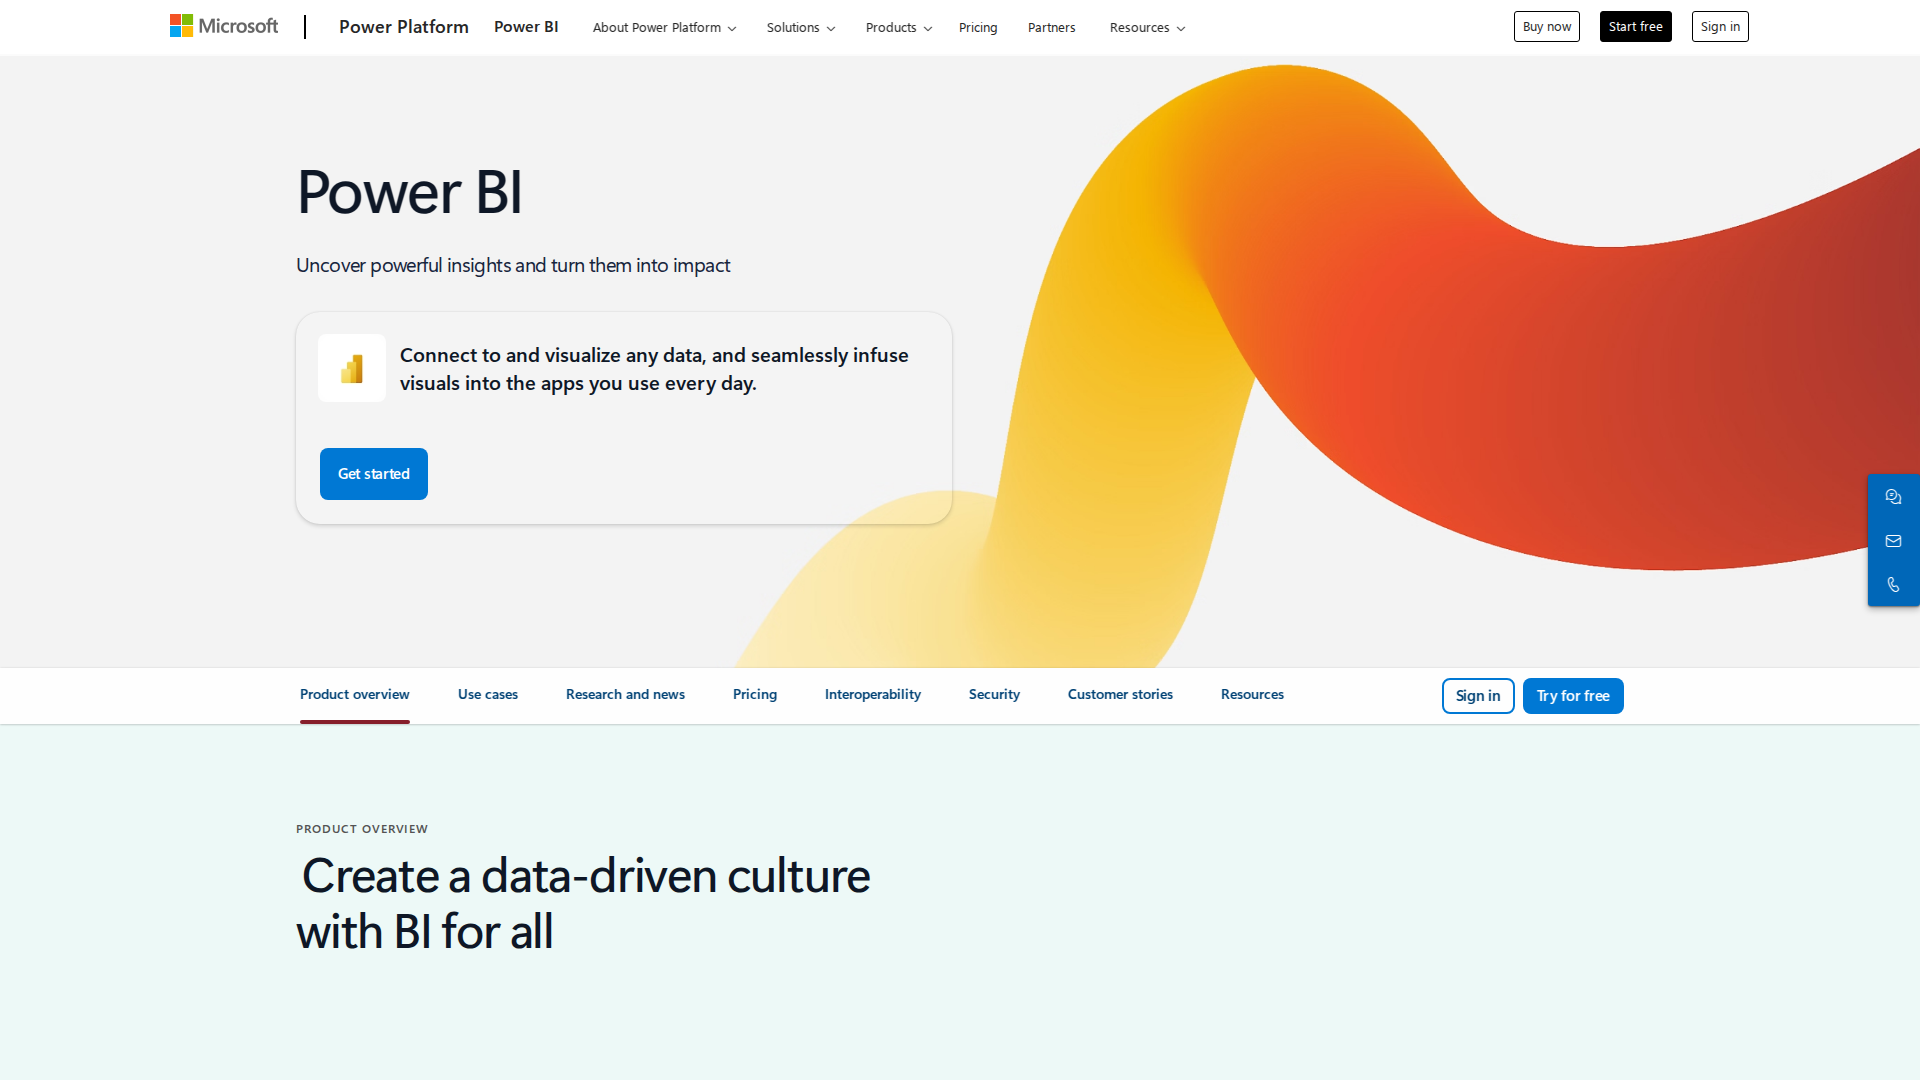 Microsoft
Power Platform
Power BI
About Power Platform
Solutions
Products
Pricing
Partners
Resources
Buy now
Start free
Sign in
Power BI
Uncover powerful insights and turn them into impact
Connect to and visualize any data, and seamlessly infuse
visuals into the apps you use every day.
Get started
Product overview
Use cases
Research and news
Pricing
Interoperability
Security
Customer stories
Resources
Sign in
Try for free
PRODUCT OVERVIEW
Create a data-driven culture
with BI for all